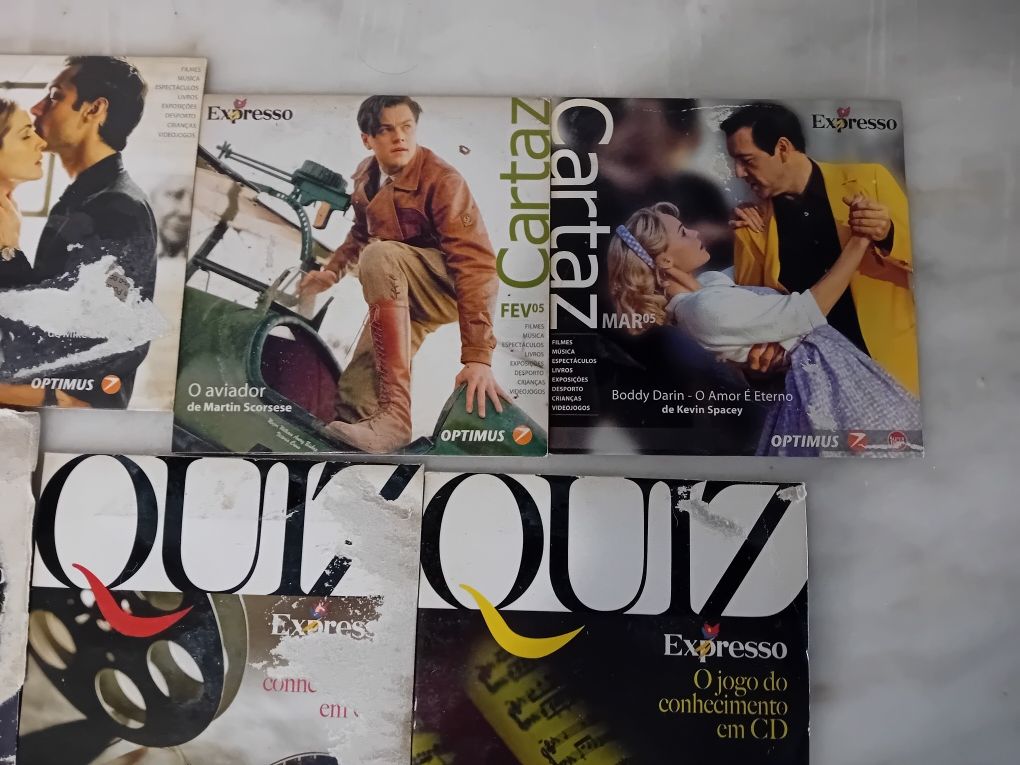 FILMES
MÚSICA
ESPECTÁCULOS
LIVROS
EXPOSIÇÕES
DESPORTO
CRIANÇAS
VIDEOJOGOS
OPTIMUS
Expresso
Cartaz
FEV05
FILMES
MÚSICA
ESPECTÁCULOS
LIVROS
EXPOSIÇÕES
DESPORTO
CRIANÇAS
VIDEOJOGOS
O aviador
de Martin Scorsese
OPTIMUS
Cartaz
Expresso
MAR05
FILMES
MÚSICA
ESPECTÁCULOS
LIVROS
EXPOSIÇÕES
DESPORTO
CRIANÇAS
VIDEOJOGOS
Boddy Darin - O Amor É Eterno
de Kevin Spacey
OPTIMUS
QUIZ
Expresso
conhe
em
QUIZ
Expresso
O jogo do
conhecimento
em CD